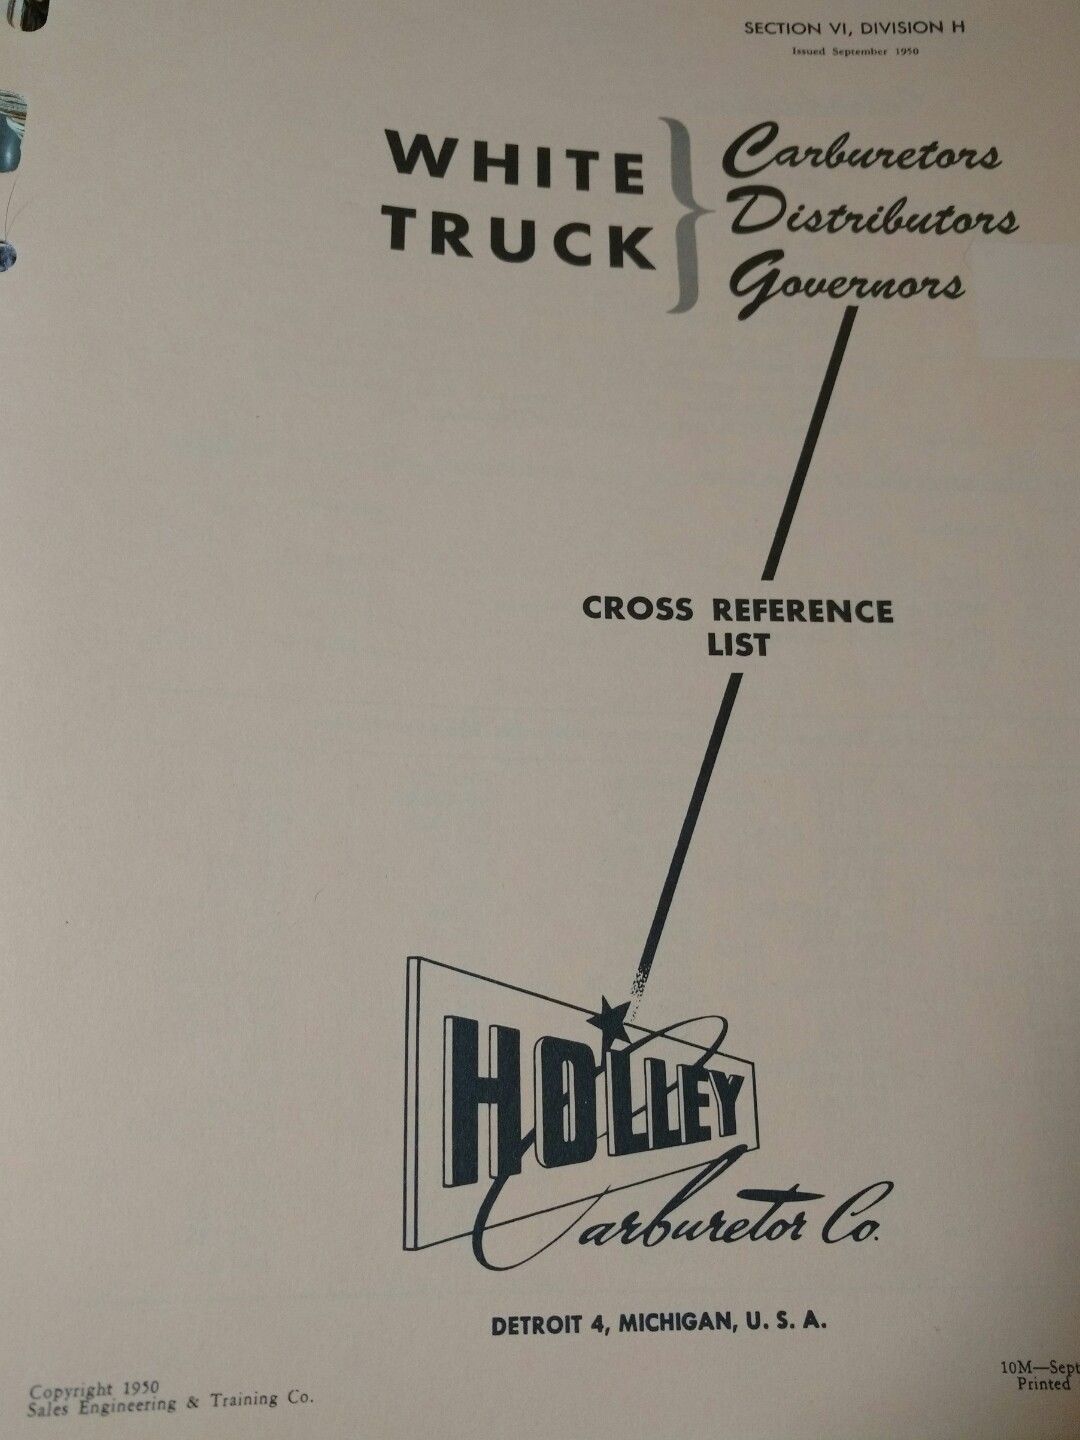 SECTION VI, DIVISION H
Issued September 1950
WHITE
TRUCK
Carburetors
Distributors
Governors
CROSS REFERENCE
LIST
HOLLEY
Carburetor Co.
DETROIT 4, MICHIGAN, U. S. A.
10M—Sept
Printed
Copyright 1950
Sales Engineering & Training Co.